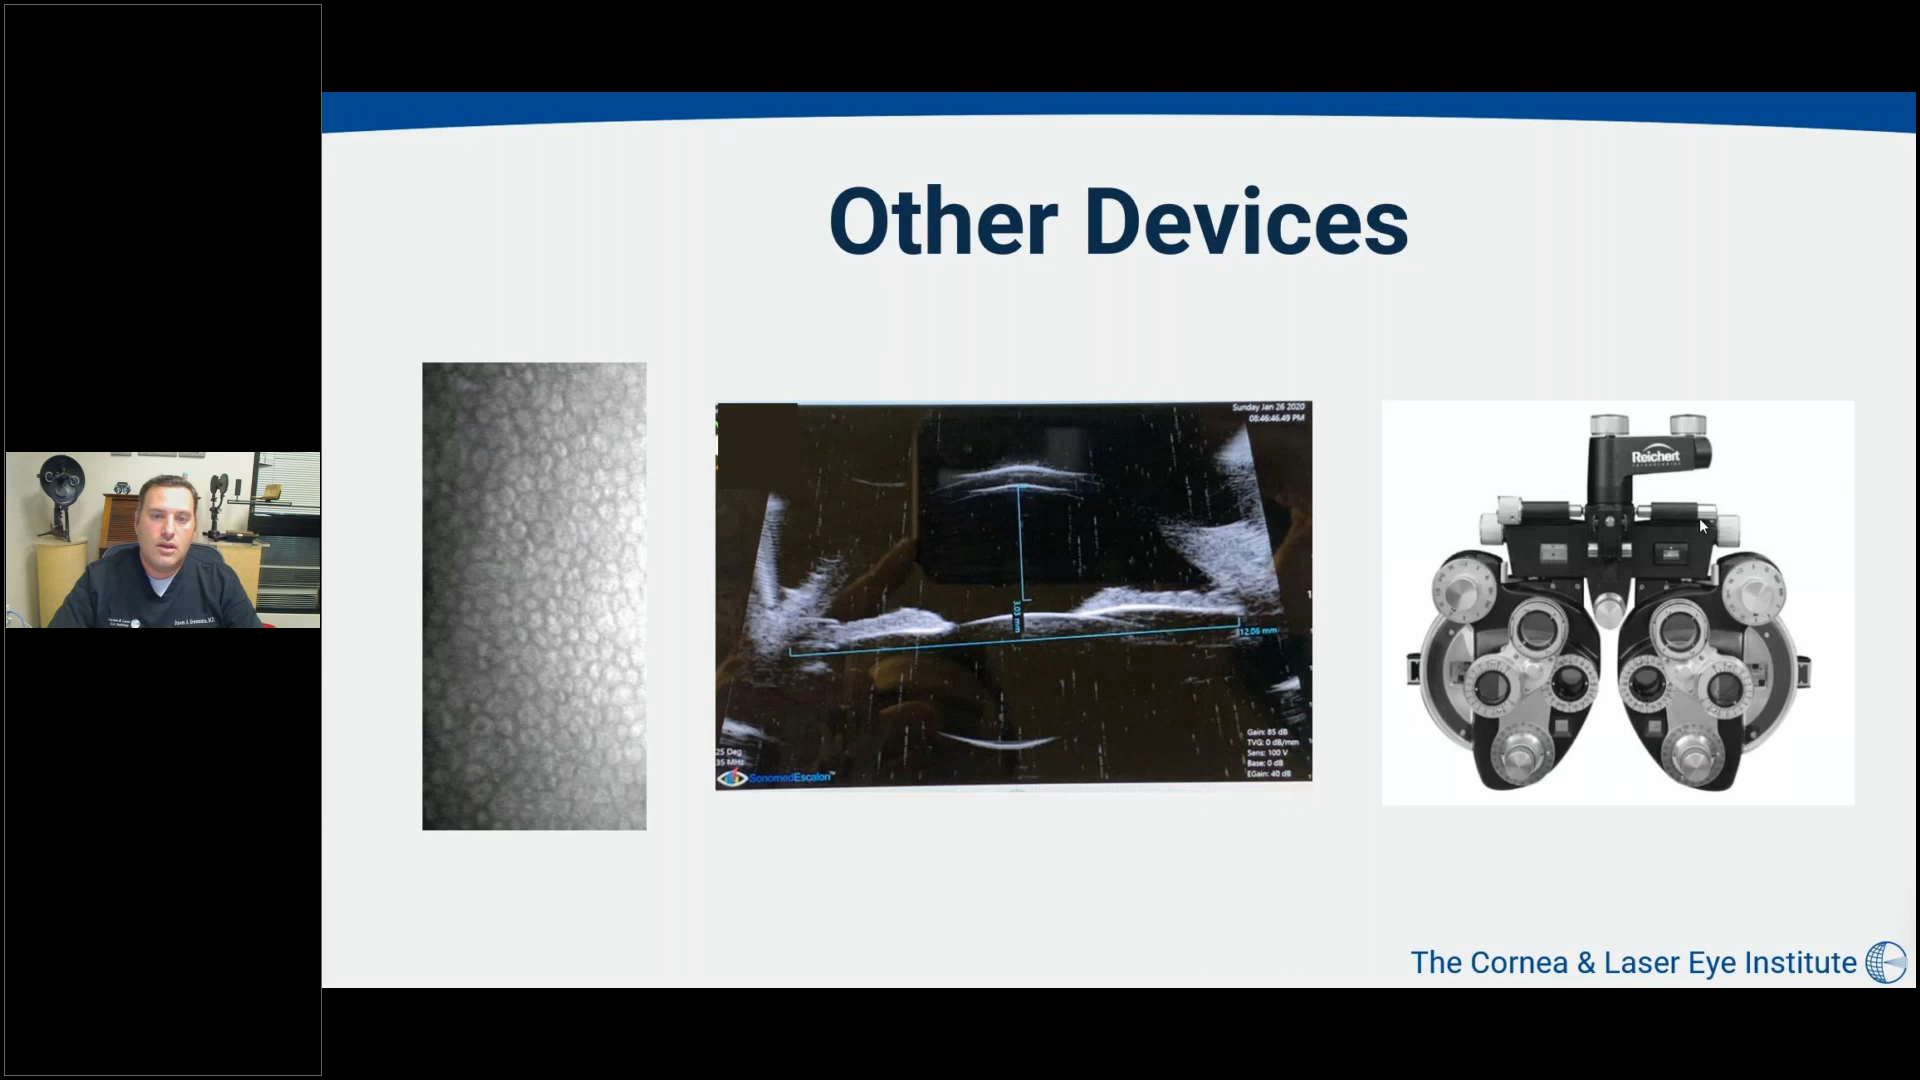 Other Devices
Sunday Jan 26 2020
08:46:46.49 PM
3.03 mm
12.06 mm
Gain: 85 dB
TVG: 0 dB/mm
Sens: 100 V
Base: 0 dB
EGain: 40 dB
25 Deg
35 MHz
SonomedEscalon™
Reichert
The Cornea & Laser Eye Institute